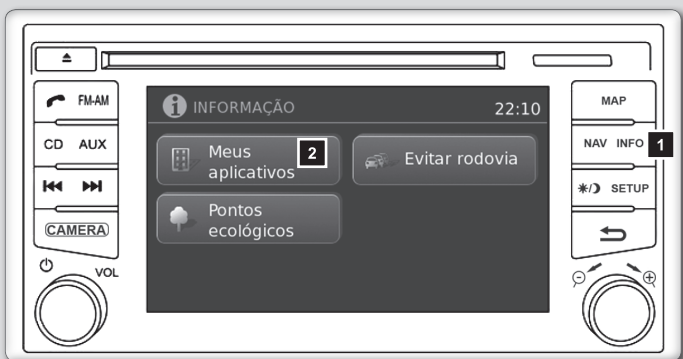 FM-AM
CD AUX
CAMERA
VOL
INFORMAÇÃO 22:10
Meus
aplicativos
2
Evitar rodovia
Pontos
ecológicos
MAP
NAV INFO
1
SETUP